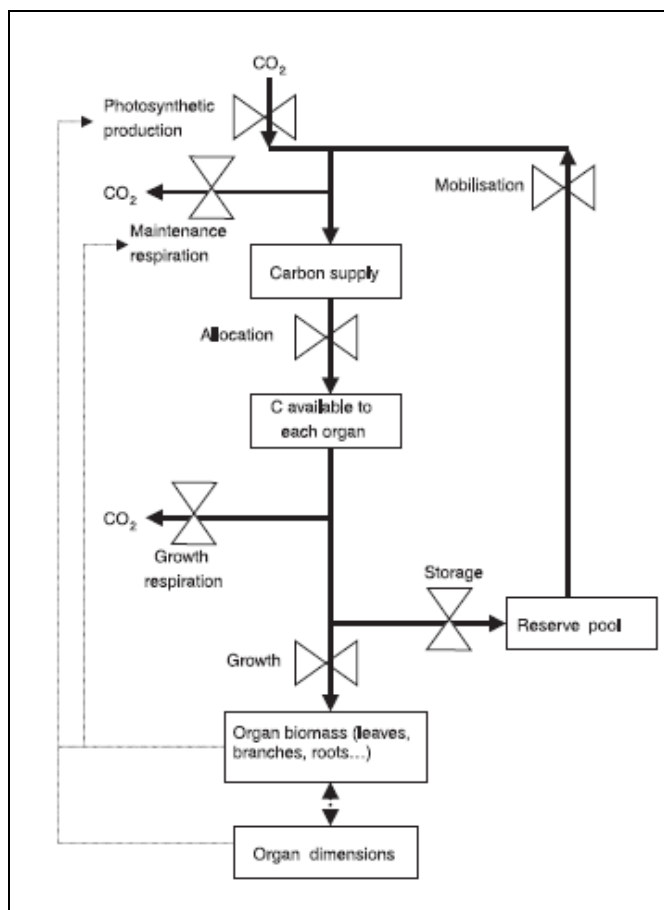 CO₂
Photosynthetic
production
Mobilisation
CO₂
Maintenance
respiration
Carbon supply
Allocation
C available to
each organ
CO₂
Growth
respiration
Storage
Reserve pool
Growth
Organ biomass (leaves,
branches, roots...)
Organ dimensions